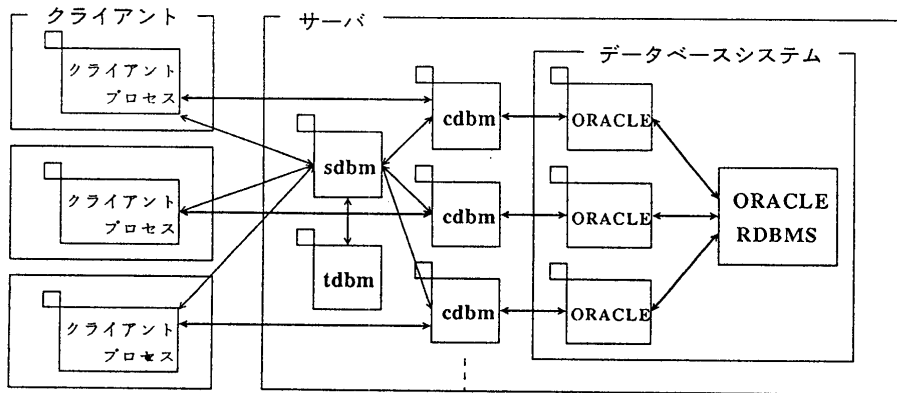 クライアント
サーバ
データベースシステム
クライアント
プロセス
cdbm
ORACLE
sdbm
クライアント
プロセス
cdbm
ORACLE
ORACLE
RDBMS
tdbm
クライアント
プロセス
cdbm
ORACLE